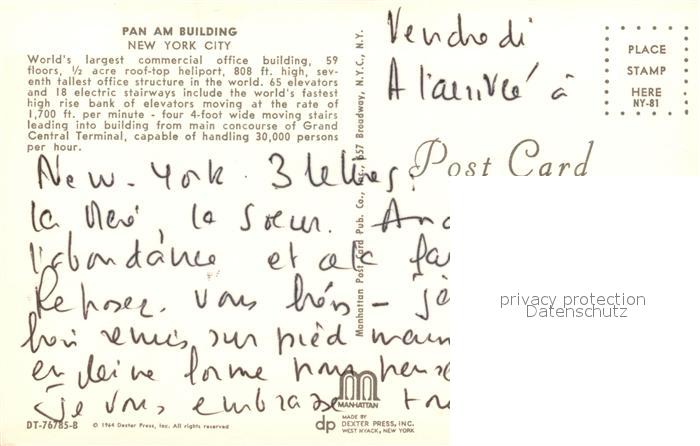 PAN AM BUILDING
NEW YORK CITY
World's largest commercial office building, 59
floors, ½ acre roof-top heliport, 808 ft. high, sev-
enth tallest office structure in the world. 65 elevators
and 18 electric stairways include the world's fastest
high rise bank of elevators moving at the rate of
1,700 ft. per minute - four 4-foot wide moving stairs
leading into building from main concourse of Grand
Central Terminal, capable of handling 30,000 persons
per hour.
Manhattan Post Card Pub. Co., Inc., 657 Broadway, N.Y.C., N.Y.
PLACE
STAMP
HERE
NY-81
Post Card
Vendredi
A l'arrivée à
New-York. 3 lettres.
la Mère, la Soeur.
l'abondance et
Reposez. vous bien -
remis sur pied
en pleine forme nous
je vous embrasse
privacy protection
Datenschutz
MANHATTAN
DT-76785-B
© 1964 Dexter Press, Inc. All rights reserved
dp
MADE BY
DEXTER PRESS, INC.
WEST NYACK, NEW YORK